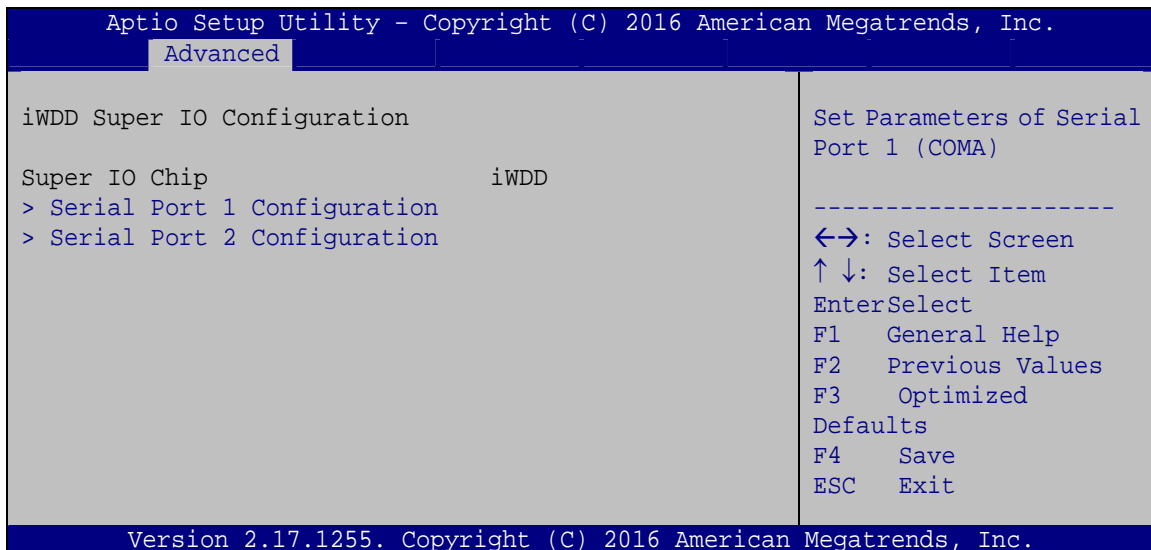 Aptio Setup Utility – Copyright (C) 2016 American Megatrends, Inc.
Advanced
iWDD Super IO Configuration
Super IO Chip iWDD
> Serial Port 1 Configuration
> Serial Port 2 Configuration
Set Parameters of Serial
Port 1 (COMA)
---------------------
←→: Select Screen
↑ ↓: Select Item
EnterSelect
F1 General Help
F2 Previous Values
F3 Optimized
Defaults
F4 Save
ESC Exit
Version 2.17.1255. Copyright (C) 2016 American Megatrends, Inc.